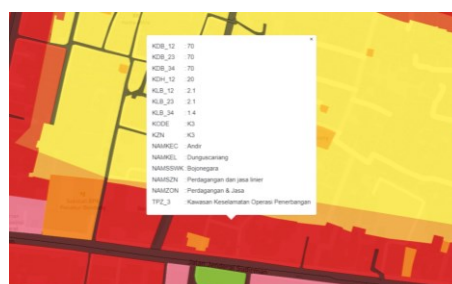 KDB_12 :70
KDB_23 :70
KDB_34 :70
KDH_12 :20
KLB_12 :2.1
KLB_23 :2.1
KLB_34 :1.4
KODE :K3
KZN :K3
NAMKEC :Andir
NAMKEL :Dunguscariang
NAMSSWK :Bojonegara
NAMSZN :Perdagangan dan jasa linier
NAMZON :Perdagangan & Jasa
TPZ_3 :Kawasan Keselamatan Operasi Penerbangan